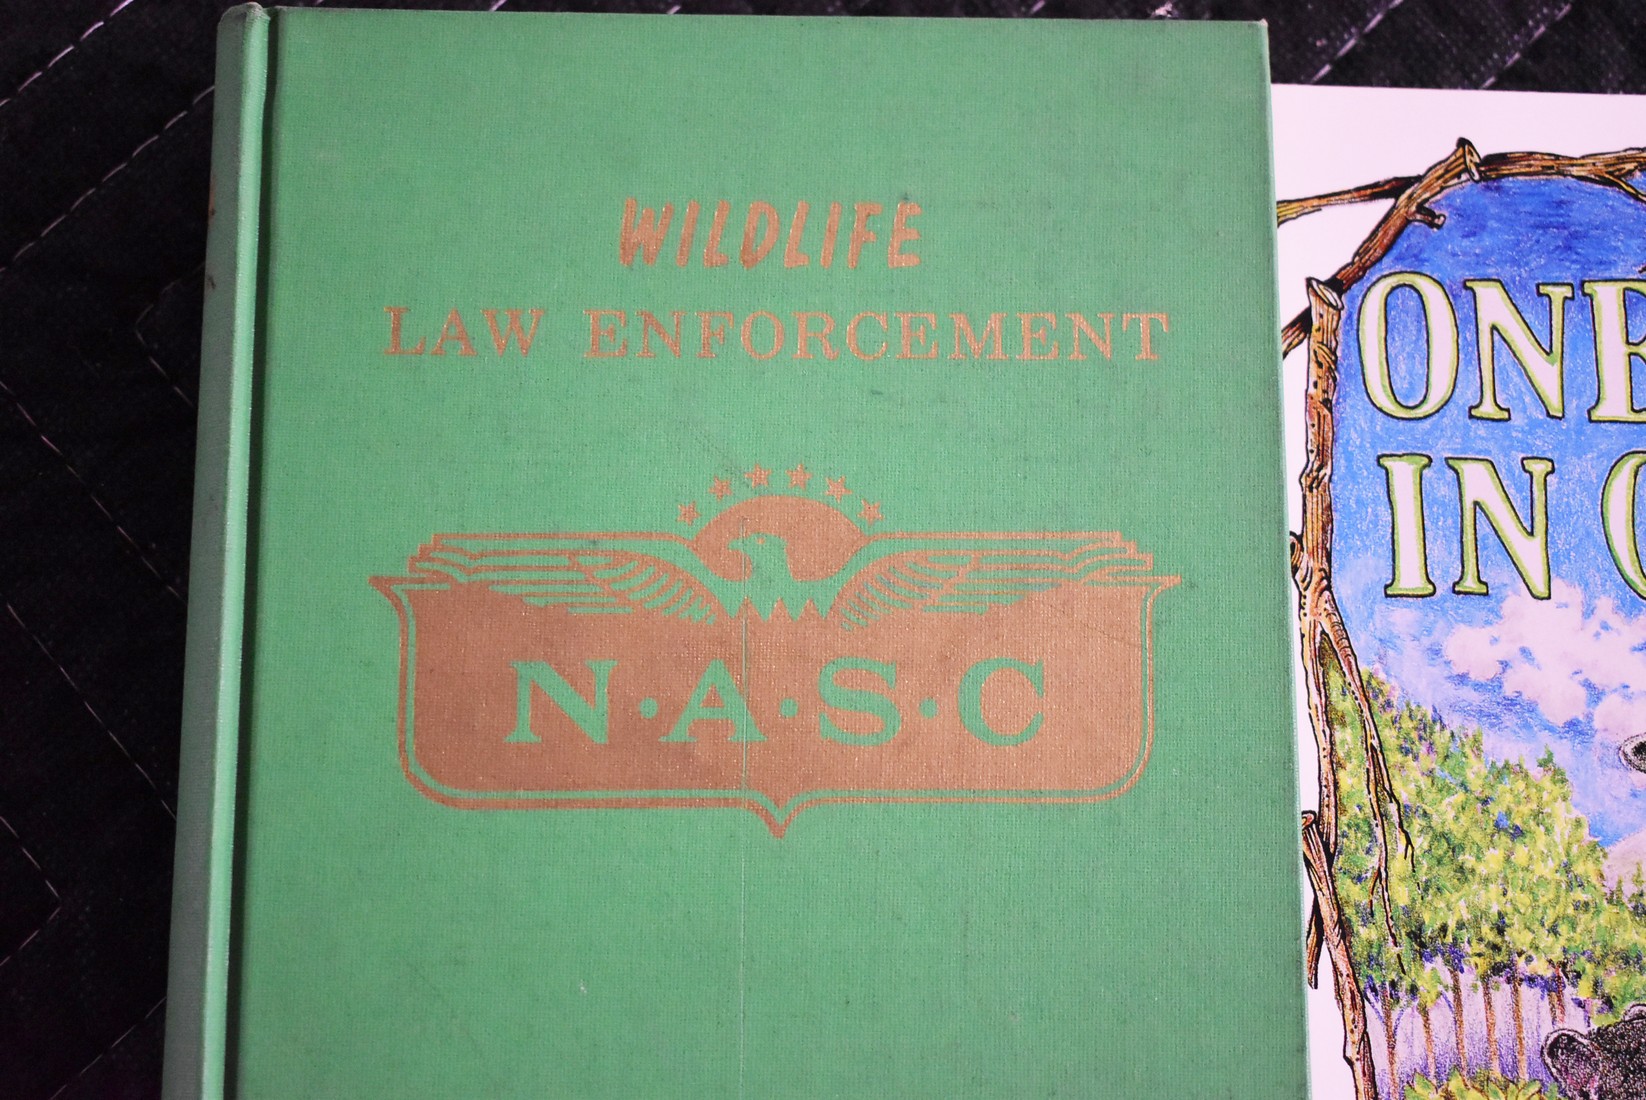 WILDLIFE
LAW ENFORCEMENT
N·A·S·C
ONE
IN